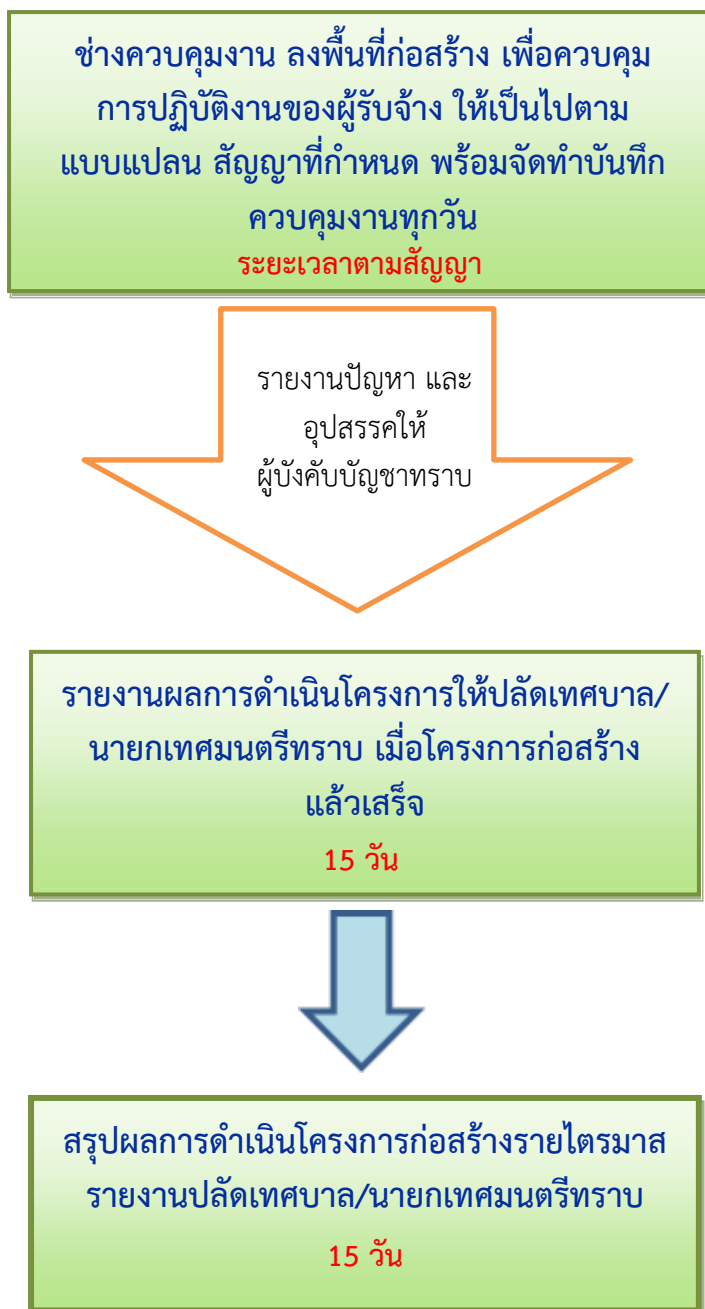 ช่างควบคุมงาน ลงพื้นที่ก่อสร้าง เพื่อควบคุม
การปฏิบัติงานของผู้รับจ้าง ให้เป็นไปตาม
แบบแปลน สัญญาที่กำหนด พร้อมจัดทำบันทึก
ควบคุมงานทุกวัน
ระยะเวลาตามสัญญา
รายงานปัญหา และ
อุปสรรคให้
ผู้บังคับบัญชาทราบ
รายงานผลการดำเนินโครงการให้ปลัดเทศบาล/
นายกเทศมนตรีทราบ เมื่อโครงการก่อสร้าง
แล้วเสร็จ
15 วัน
สรุปผลการดำเนินโครงการก่อสร้างรายไตรมาส
รายงานปลัดเทศบาล/นายกเทศมนตรีทราบ
15 วัน